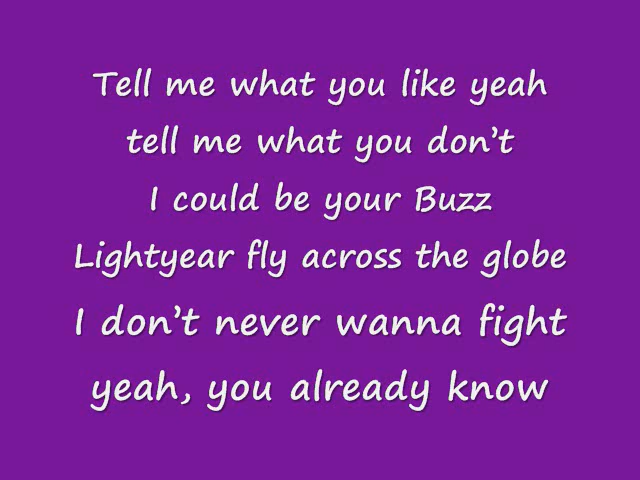 Tell me what you like yeah
tell me what you don't
I could be your Buzz
Lightyear fly across the globe
I don't never wanna fight
yeah, you already know